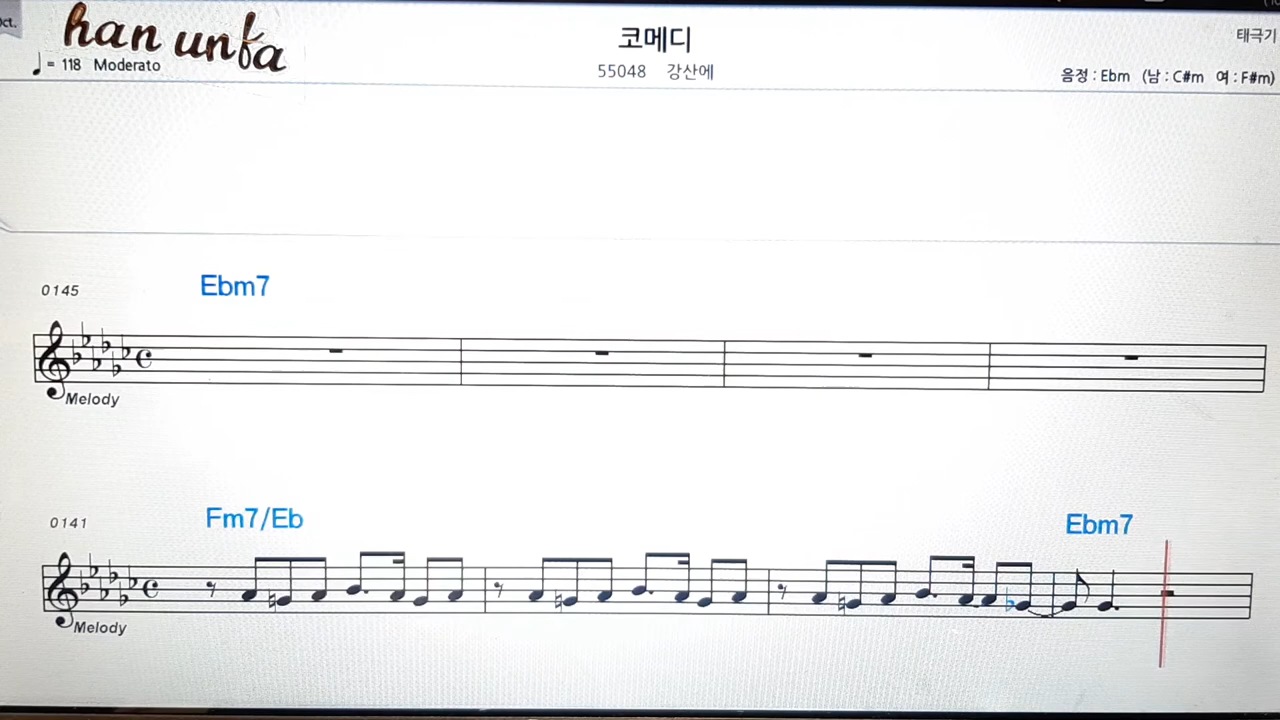 han unfa
♩= 118 Moderato
코메디
55048 강산에
태극기
음정 : Ebm (남 : C#m 여 : F#m)
0145
Ebm7
Melody
0141
Fm7/Eb
Ebm7
Melody